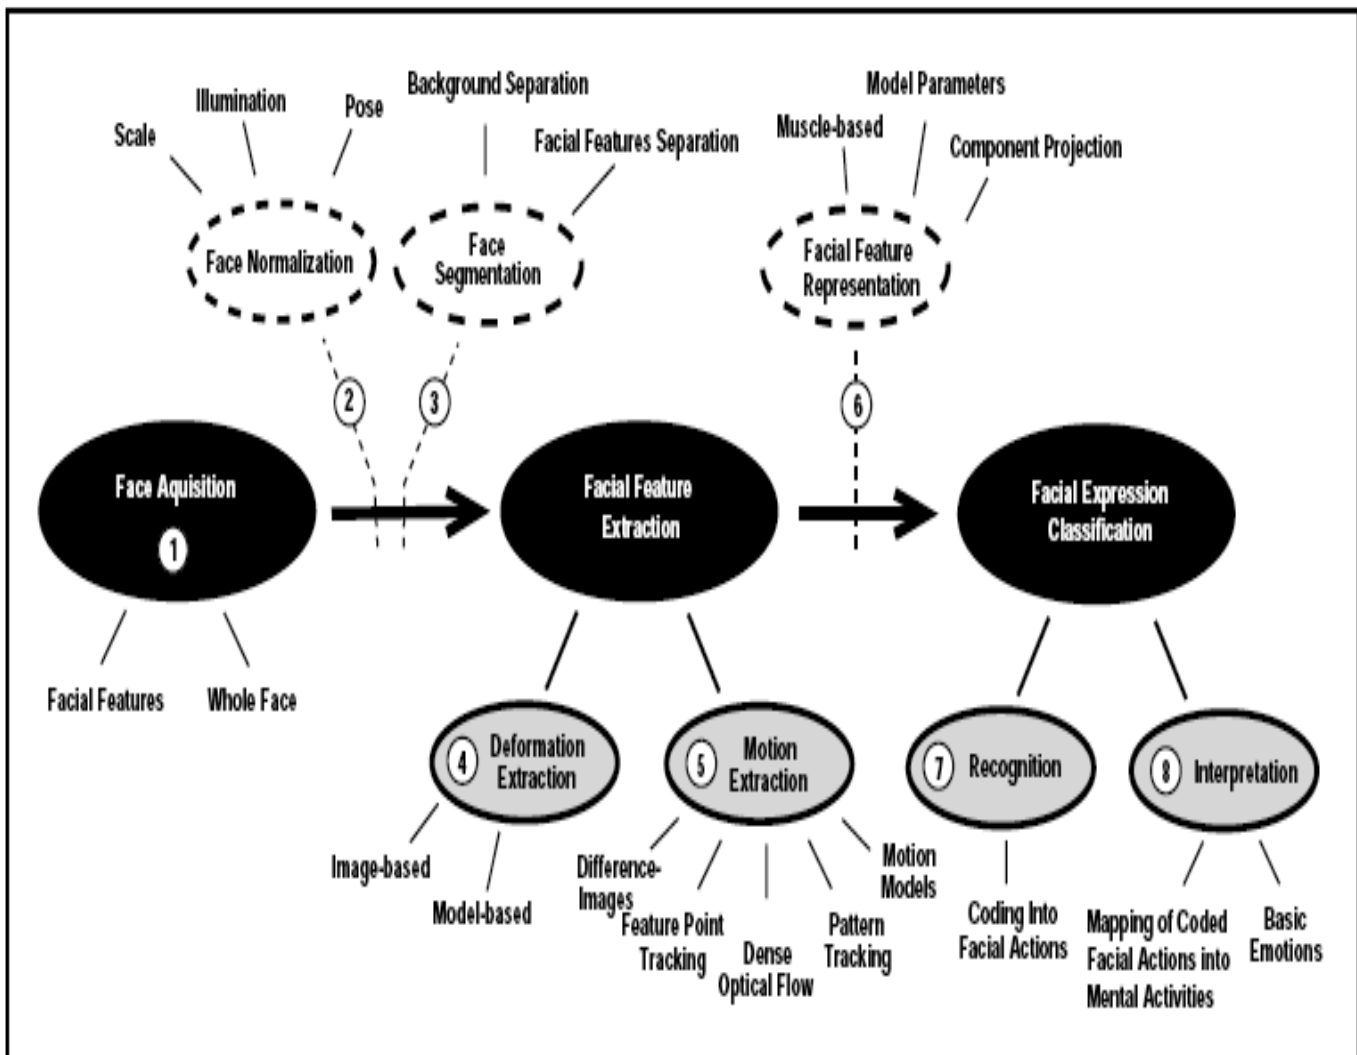 Scale
Illumination
Pose
Background Separation
Facial Features Separation
Model Parameters
Muscle-based
Component Projection
Face Normalization
Face
Segmentation
Facial Feature
Representation
2
3
6
Face Aquisition
1
Facial Feature
Extraction
Facial Expression
Classification
Facial Features
Whole Face
4
Deformation
Extraction
5
Motion
Extraction
7
Recognition
8
Interpretation
Image-based
Model-based
Difference-
Images
Feature Point
Tracking
Dense
Optical Flow
Pattern
Tracking
Motion
Models
Coding Into
Facial Actions
Mapping of Coded
Facial Actions into
Mental Activities
Basic
Emotions